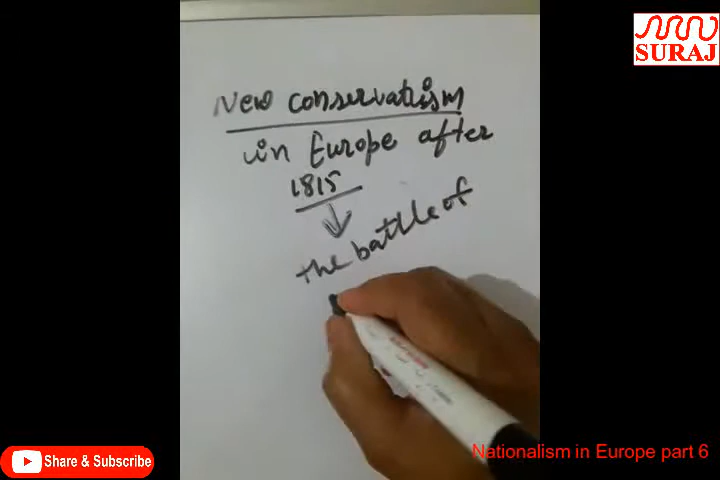 SURAJ
New conservatism
in Europe after
1815
the battle of
Nationalism in Europe part 6
Share & Subscribe